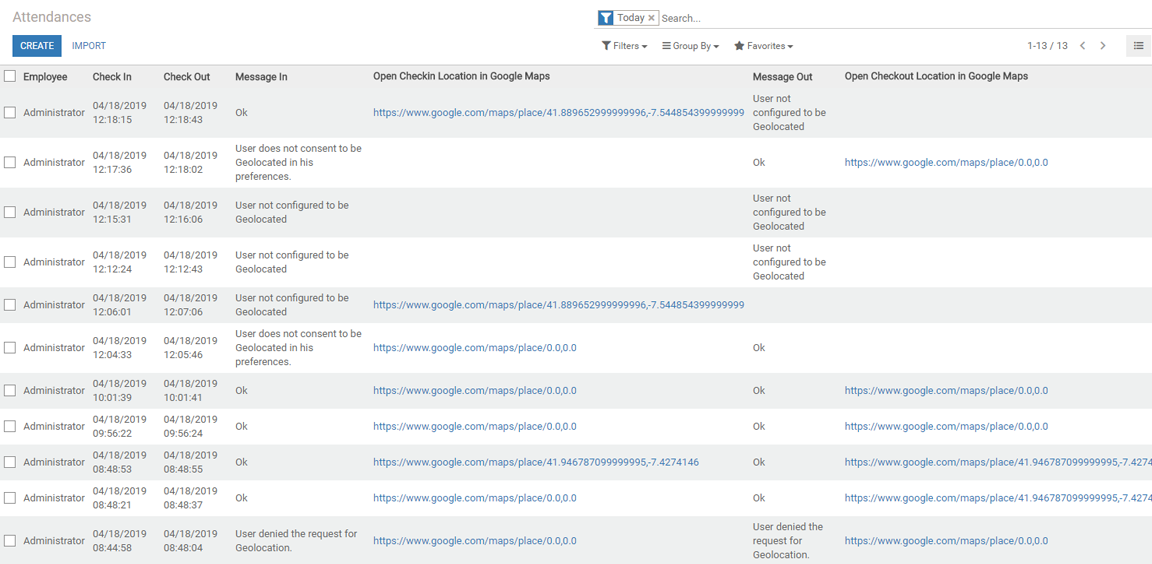 Attendances
Today × Search...
CREATE IMPORT
Filters Group By Favorites 1-13 / 13
Employee Check In Check Out Message In Open Checkin Location in Google Maps Message Out Open Checkout Location in Google Maps
Administrator 04/18/2019 12:18:15 04/18/2019 12:18:43 Ok https://www.google.com/maps/place/41.889652999999996,-7.544854399999999 User not configured to be Geolocated
Administrator 04/18/2019 12:17:36 04/18/2019 12:18:02 User does not consent to be Geolocated in his preferences. Ok https://www.google.com/maps/place/0.0,0.0
Administrator 04/18/2019 12:15:31 04/18/2019 12:16:06 User not configured to be Geolocated User not configured to be Geolocated
Administrator 04/18/2019 12:12:24 04/18/2019 12:12:43 User not configured to be Geolocated User not configured to be Geolocated
Administrator 04/18/2019 12:06:01 04/18/2019 12:07:06 User not configured to be Geolocated https://www.google.com/maps/place/41.889652999999996,-7.544854399999999
Administrator 04/18/2019 12:04:33 04/18/2019 12:05:46 User does not consent to be Geolocated in his preferences. https://www.google.com/maps/place/0.0,0.0 Ok
Administrator 04/18/2019 10:01:39 04/18/2019 10:01:41 Ok https://www.google.com/maps/place/0.0,0.0 Ok https://www.google.com/maps/place/0.0,0.0
Administrator 04/18/2019 09:56:22 04/18/2019 09:56:24 Ok https://www.google.com/maps/place/0.0,0.0 Ok https://www.google.com/maps/place/0.0,0.0
Administrator 04/18/2019 08:48:53 04/18/2019 08:48:55 Ok https://www.google.com/maps/place/41.946787099999995,-7.4274146 Ok https://www.google.com/maps/place/41.946787099999995,-7.4274
Administrator 04/18/2019 08:48:21 04/18/2019 08:48:37 Ok https://www.google.com/maps/place/0.0,0.0 Ok https://www.google.com/maps/place/41.946787099999995,-7.4274
Administrator 04/18/2019 08:44:58 04/18/2019 08:48:04 User denied the request for Geolocation. https://www.google.com/maps/place/0.0,0.0 User denied the request for Geolocation. https://www.google.com/maps/place/0.0,0.0